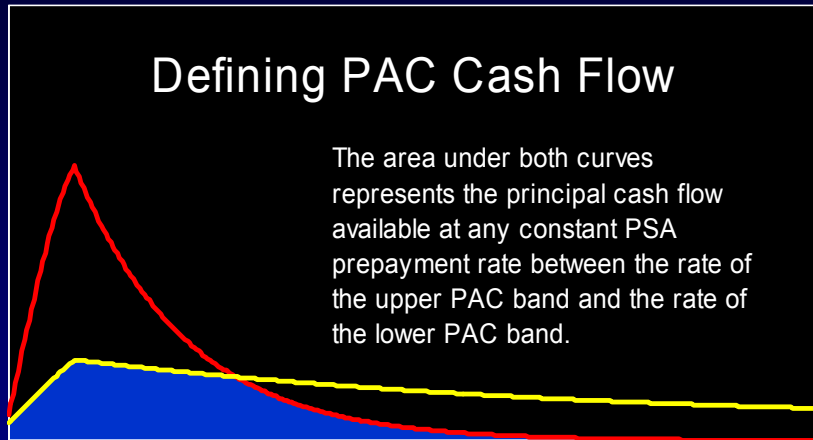 Defining PAC Cash Flow
The area under both curves
represents the principal cash flow
available at any constant PSA
prepayment rate between the rate of
the upper PAC band and the rate of
the lower PAC band.